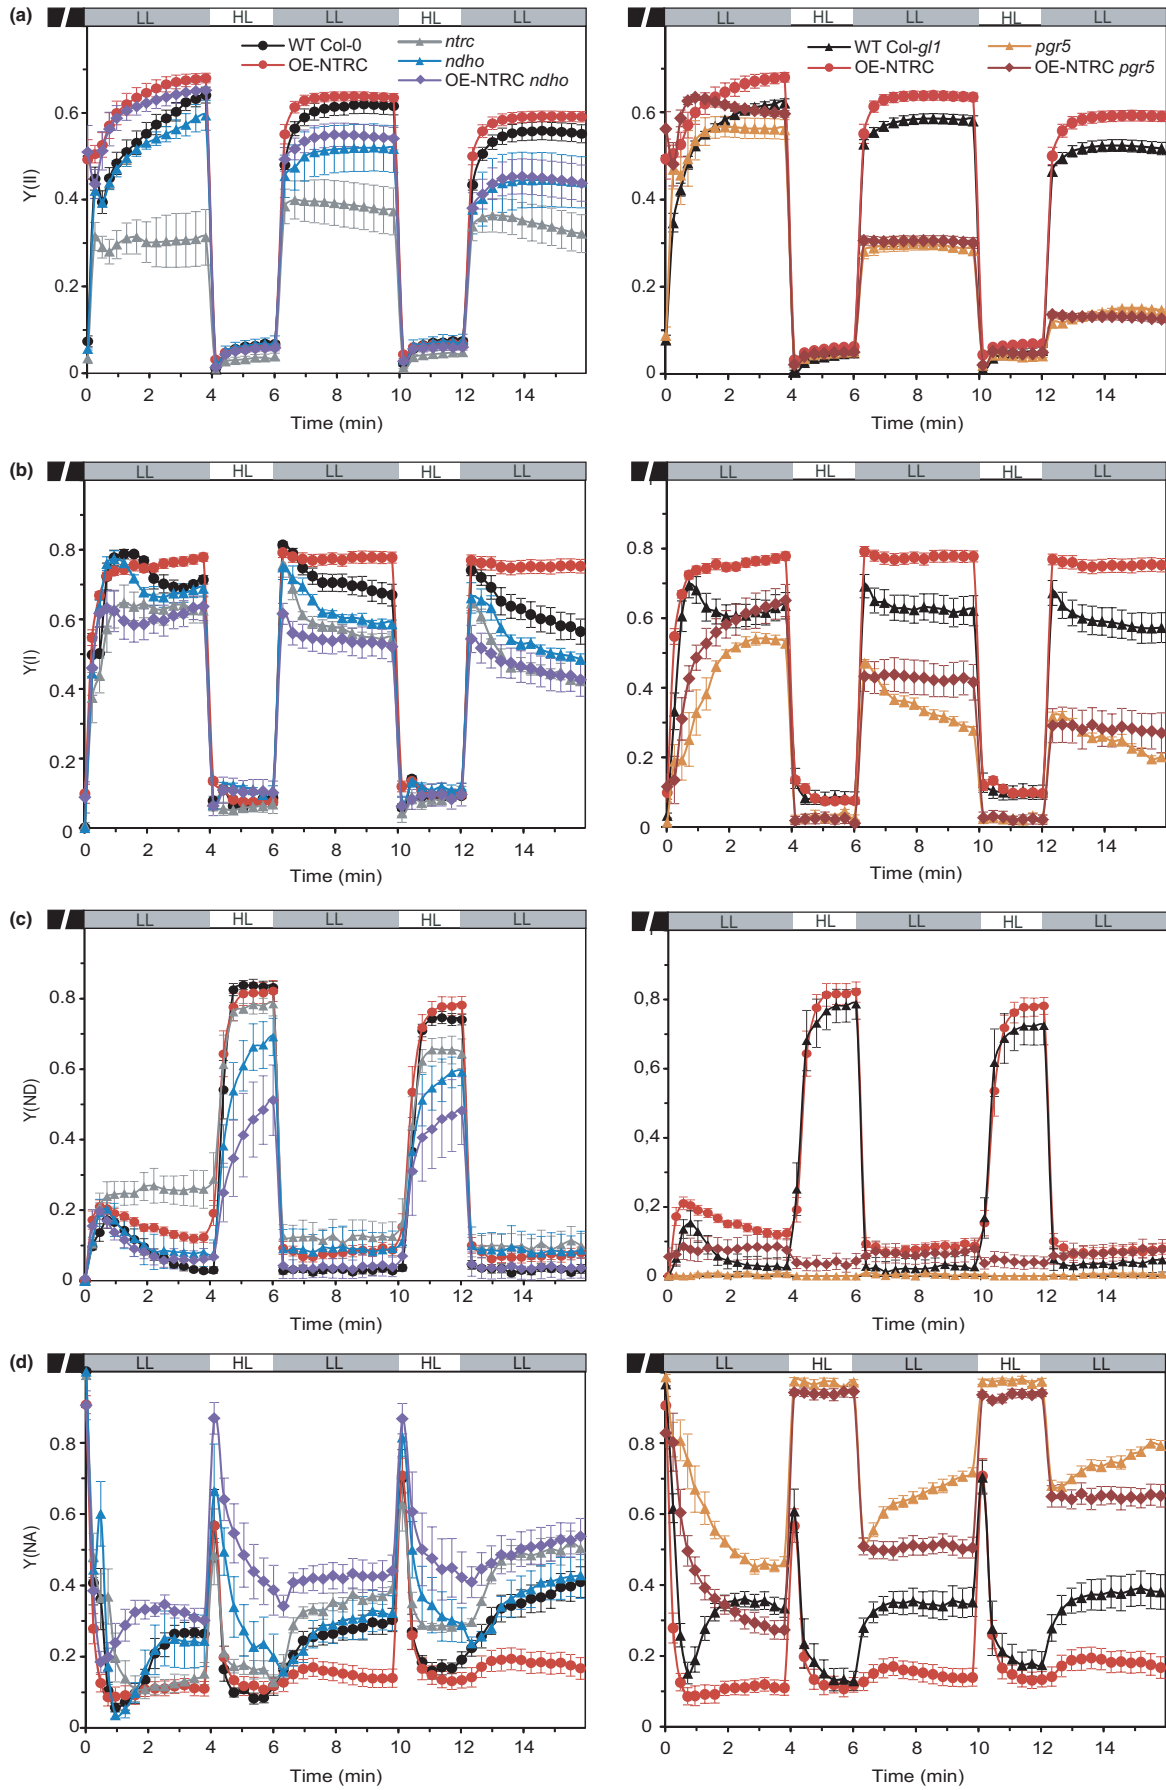 (a) LL HL LL HL LL LL HL LL HL LL
WT Col-0 ntrc
OE-NTRC ndho
OE-NTRC ndho
WT Col-gl1 pgr5
OE-NTRC OE-NTRC pgr5
Y(II)
0.6 0.6
0.4 0.4
0.2 0.2
0 0
0 2 4 6 8 10 12 14 0 2 4 6 8 10 12 14
Time (min) Time (min)
(b) LL HL LL HL LL LL HL LL HL LL
Y(I)
0.8 0.8
0.6 0.6
0.4 0.4
0.2 0.2
0 0
0 2 4 6 8 10 12 14 0 2 4 6 8 10 12 14
Time (min) Time (min)
(c) LL HL LL HL LL LL HL LL HL LL
Y(ND)
0.8 0.8
0.6 0.6
0.4 0.4
0.2 0.2
0 0
0 2 4 6 8 10 12 14 0 2 4 6 8 10 12 14
Time (min) Time (min)
(d) LL HL LL HL LL LL HL LL HL LL
Y(NA)
0.8 0.8
0.6 0.6
0.4 0.4
0.2 0.2
0 0
0 2 4 6 8 10 12 14 0 2 4 6 8 10 12 14
Time (min) Time (min)